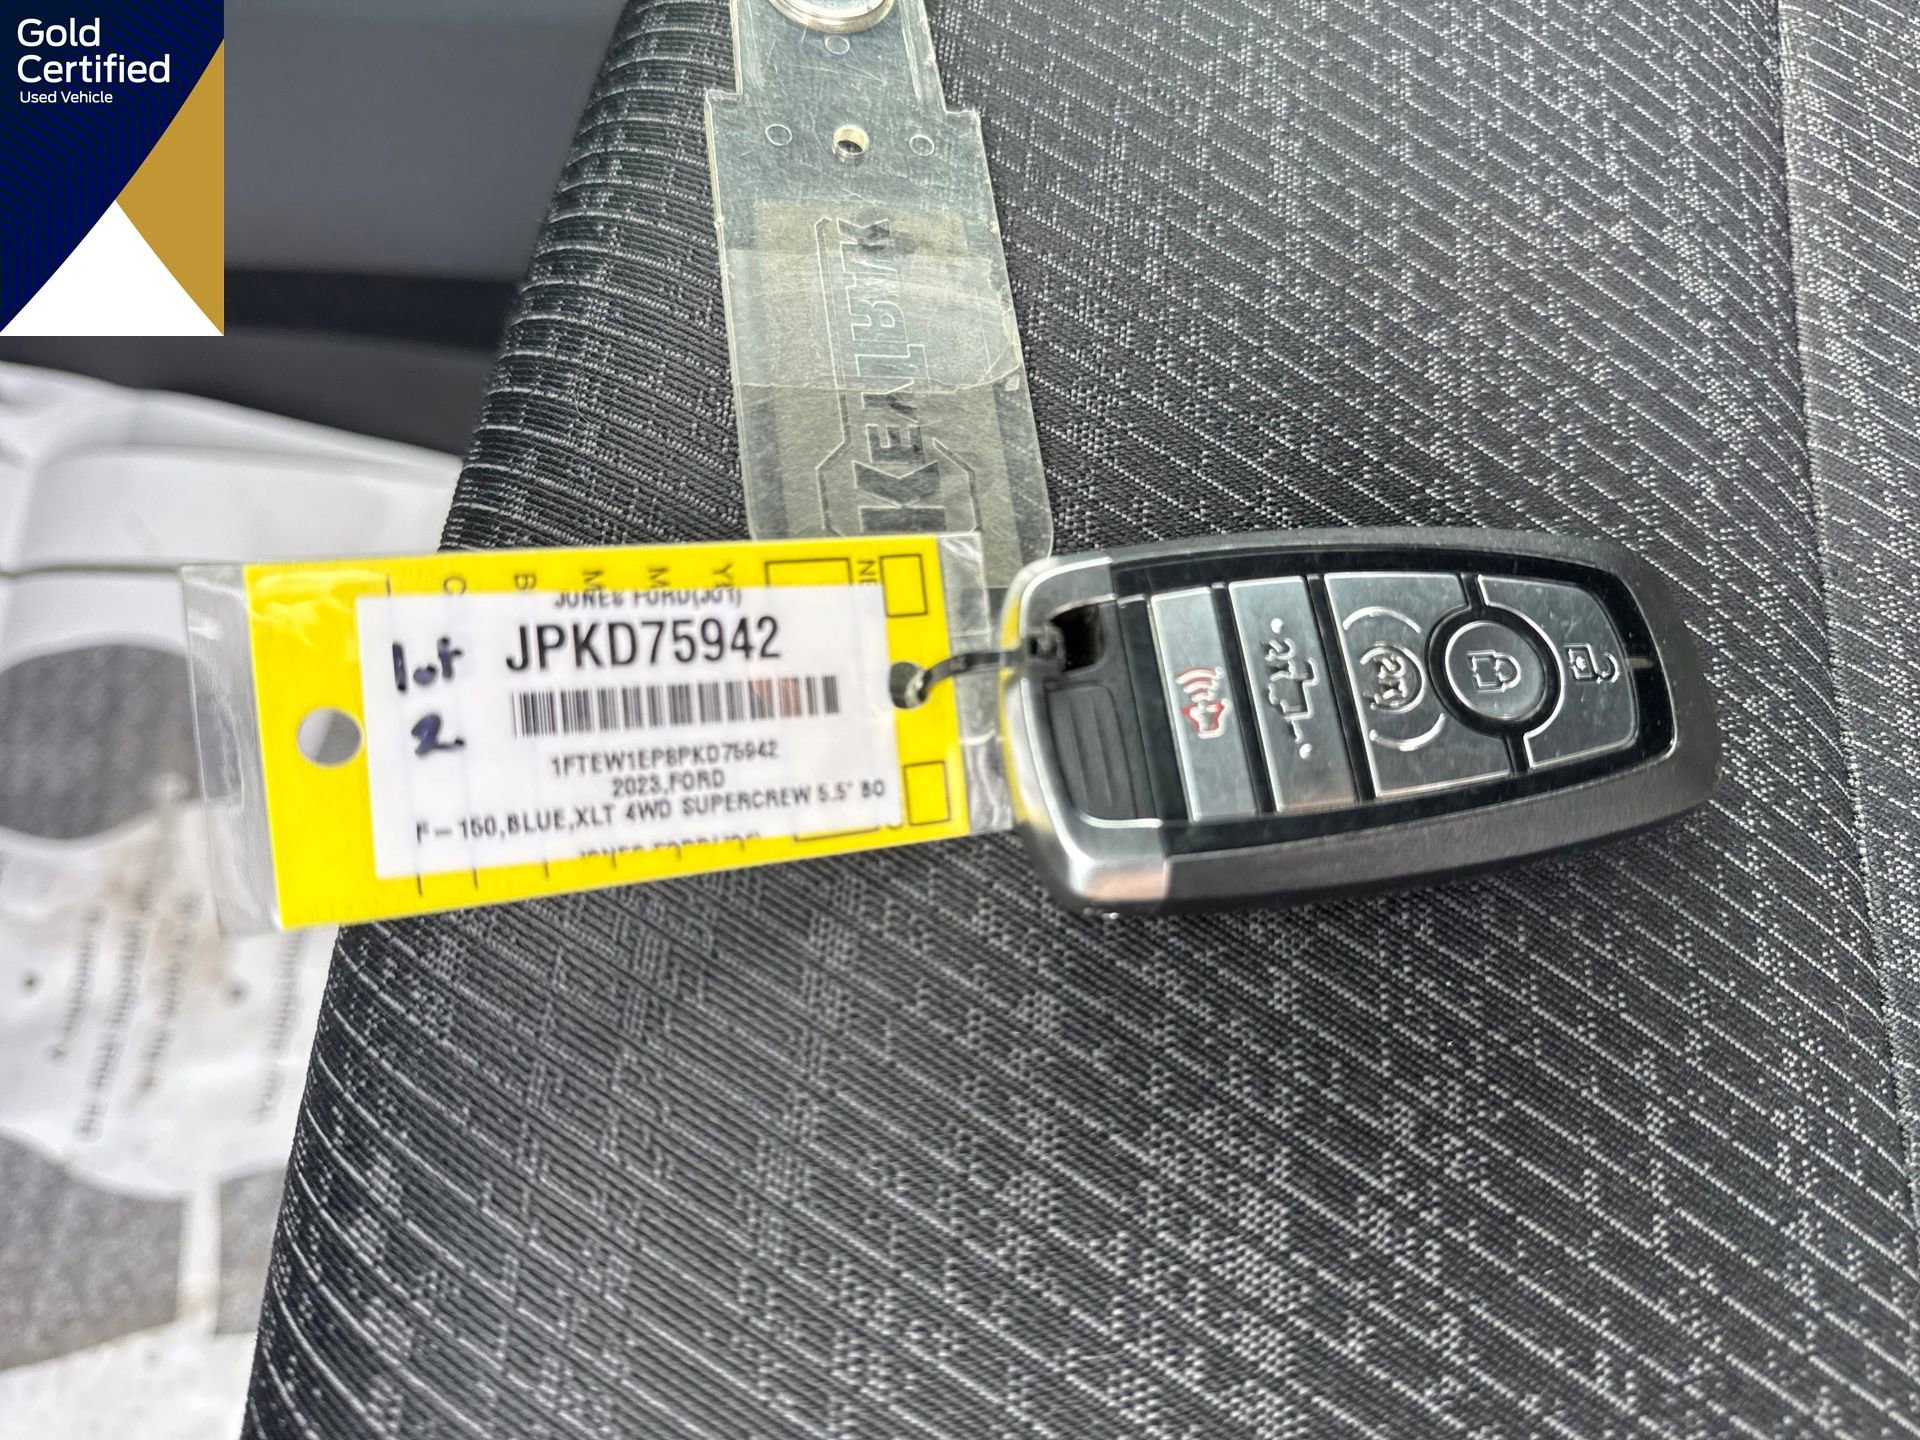 Gold
Certified
Used Vehicle
KEYTRAK
JONES FORD(J01)
lot
2.
JPKD75942
1FTEW1EP8PKD75942
2023,FORD
F-150,BLUE,XLT 4WD SUPERCREW 5.5' BO